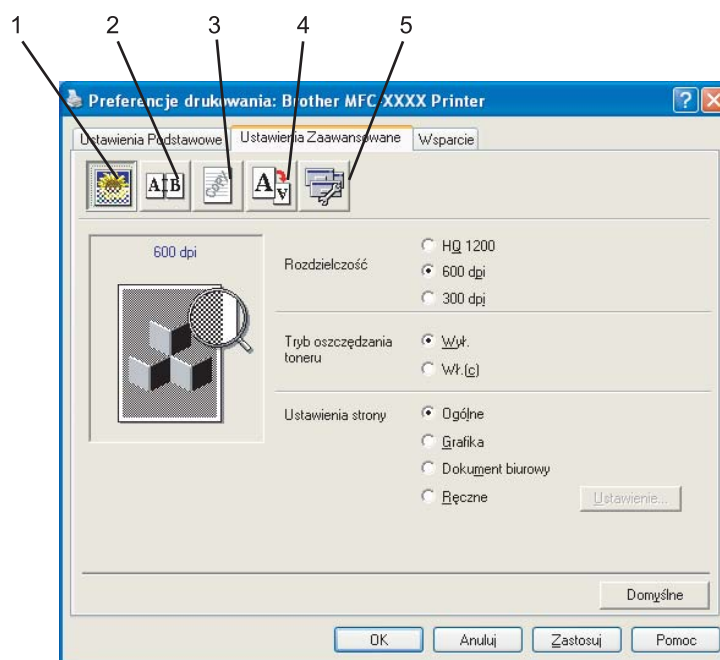 1 2 3 4 5
Preferencje drukowania: Brother MFC-XXXX Printer
Ustawienia Podstawowe Ustawienia Zaawansowane Wsparcie
A B COPY A A
600 dpi
Rozdzielczość
HQ 1200
600 dpi
300 dpi
Tryb oszczędzania
toneru
Wył.
Wł.(c)
Ustawienia strony
Ogólne
Grafika
Dokument biurowy
Ręczne
Ustawienie...
Domyślne
OK Anuluj Zastosuj Pomoc